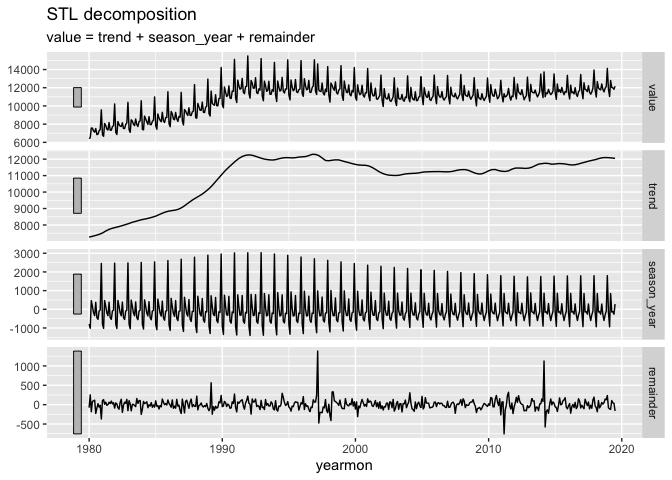 STL decomposition
value = trend + season_year + remainder
14000
12000
10000
8000
6000
value
12000
11000
10000
9000
8000
trend
3000
2000
1000
0
-1000
season_year
1000
500
0
-500
remainder
1980 1990 2000 2010 2020
yearmon